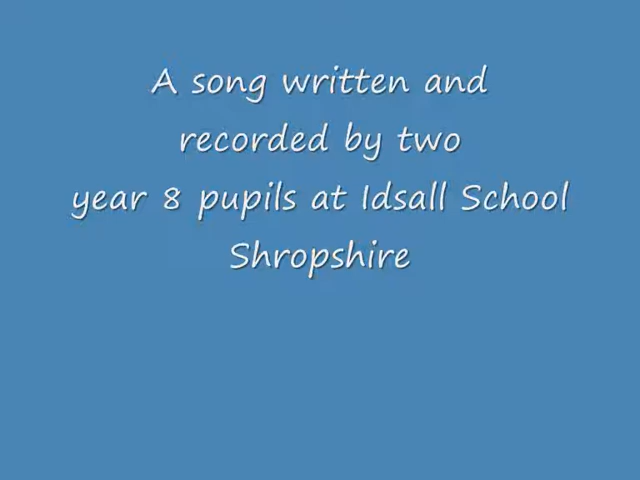 A song written and
recorded by two
year 8 pupils at Idsall School
Shropshire